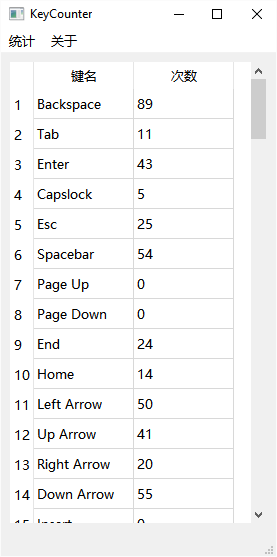 KeyCounter
统计 关于
键名 次数
1 Backspace 89
2 Tab 11
3 Enter 43
4 Capslock 5
5 Esc 25
6 Spacebar 54
7 Page Up 0
8 Page Down 0
9 End 24
10 Home 14
11 Left Arrow 50
12 Up Arrow 41
13 Right Arrow 20
14 Down Arrow 55
15 Insert 0